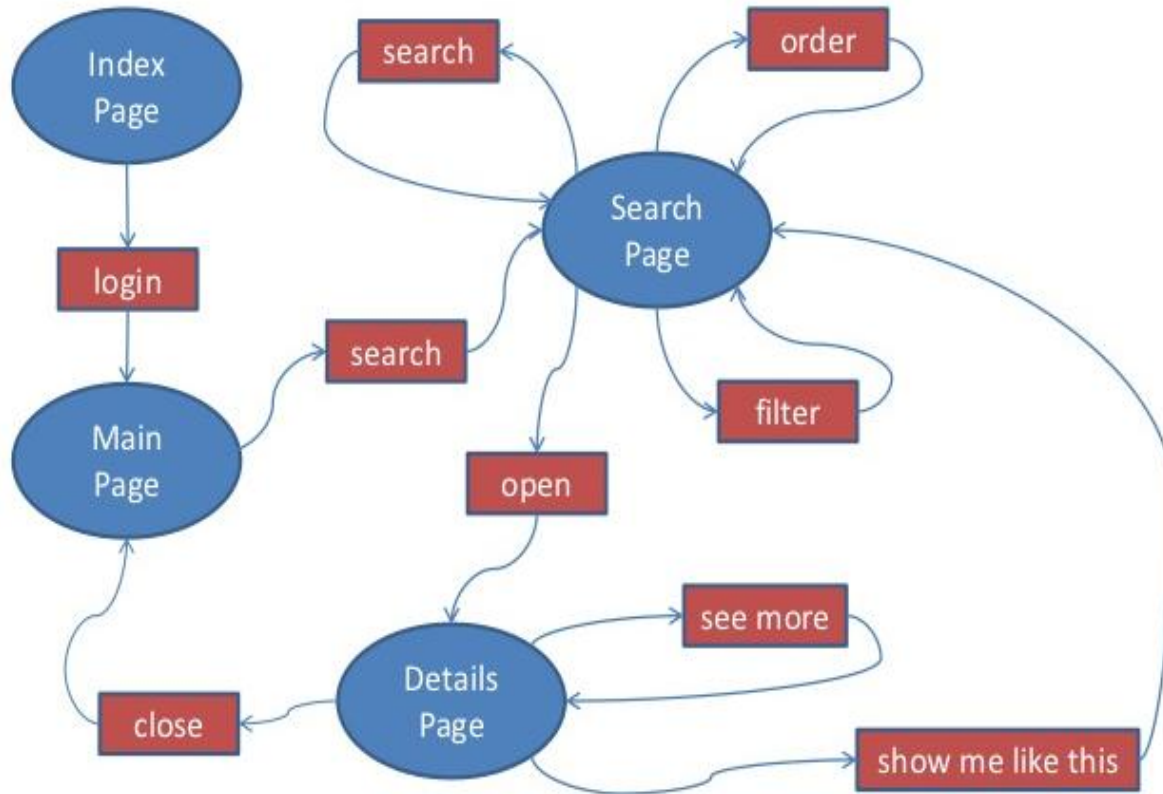 Index
Page
search
order
Search
Page
login
search
filter
Main
Page
open
see more
Details
Page
close
show me like this